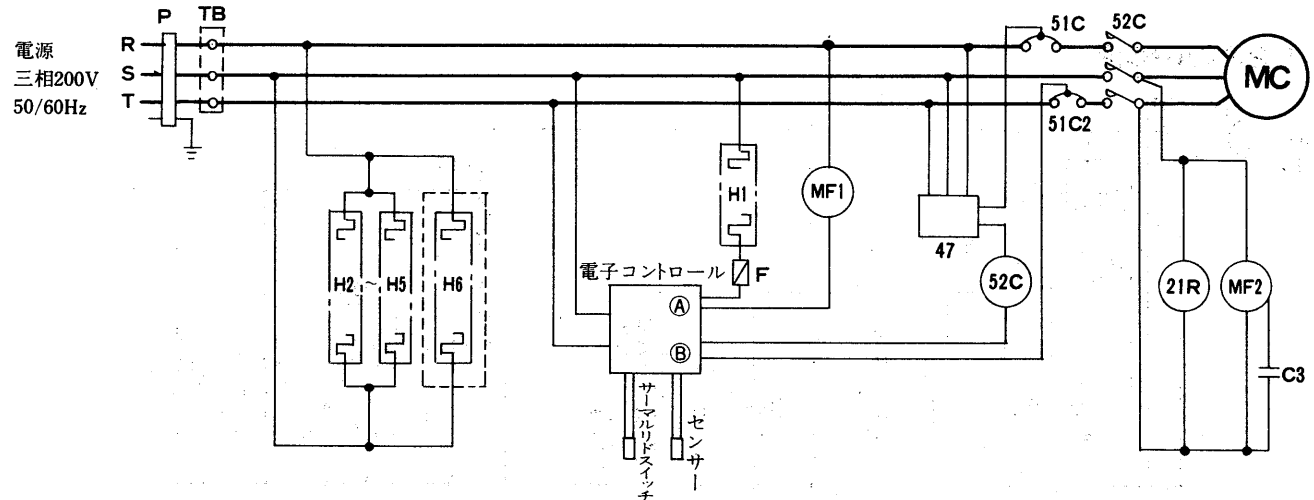 P
TB
電源
三相200V
50/60Hz
R
S
T
51C
52C
MC
51C2
H1
MF1
47
H2
~
H5
H6
電子コントロール
F
52C
21R
MF2
A
B
C3
サーマルリドスイッチ
センサー